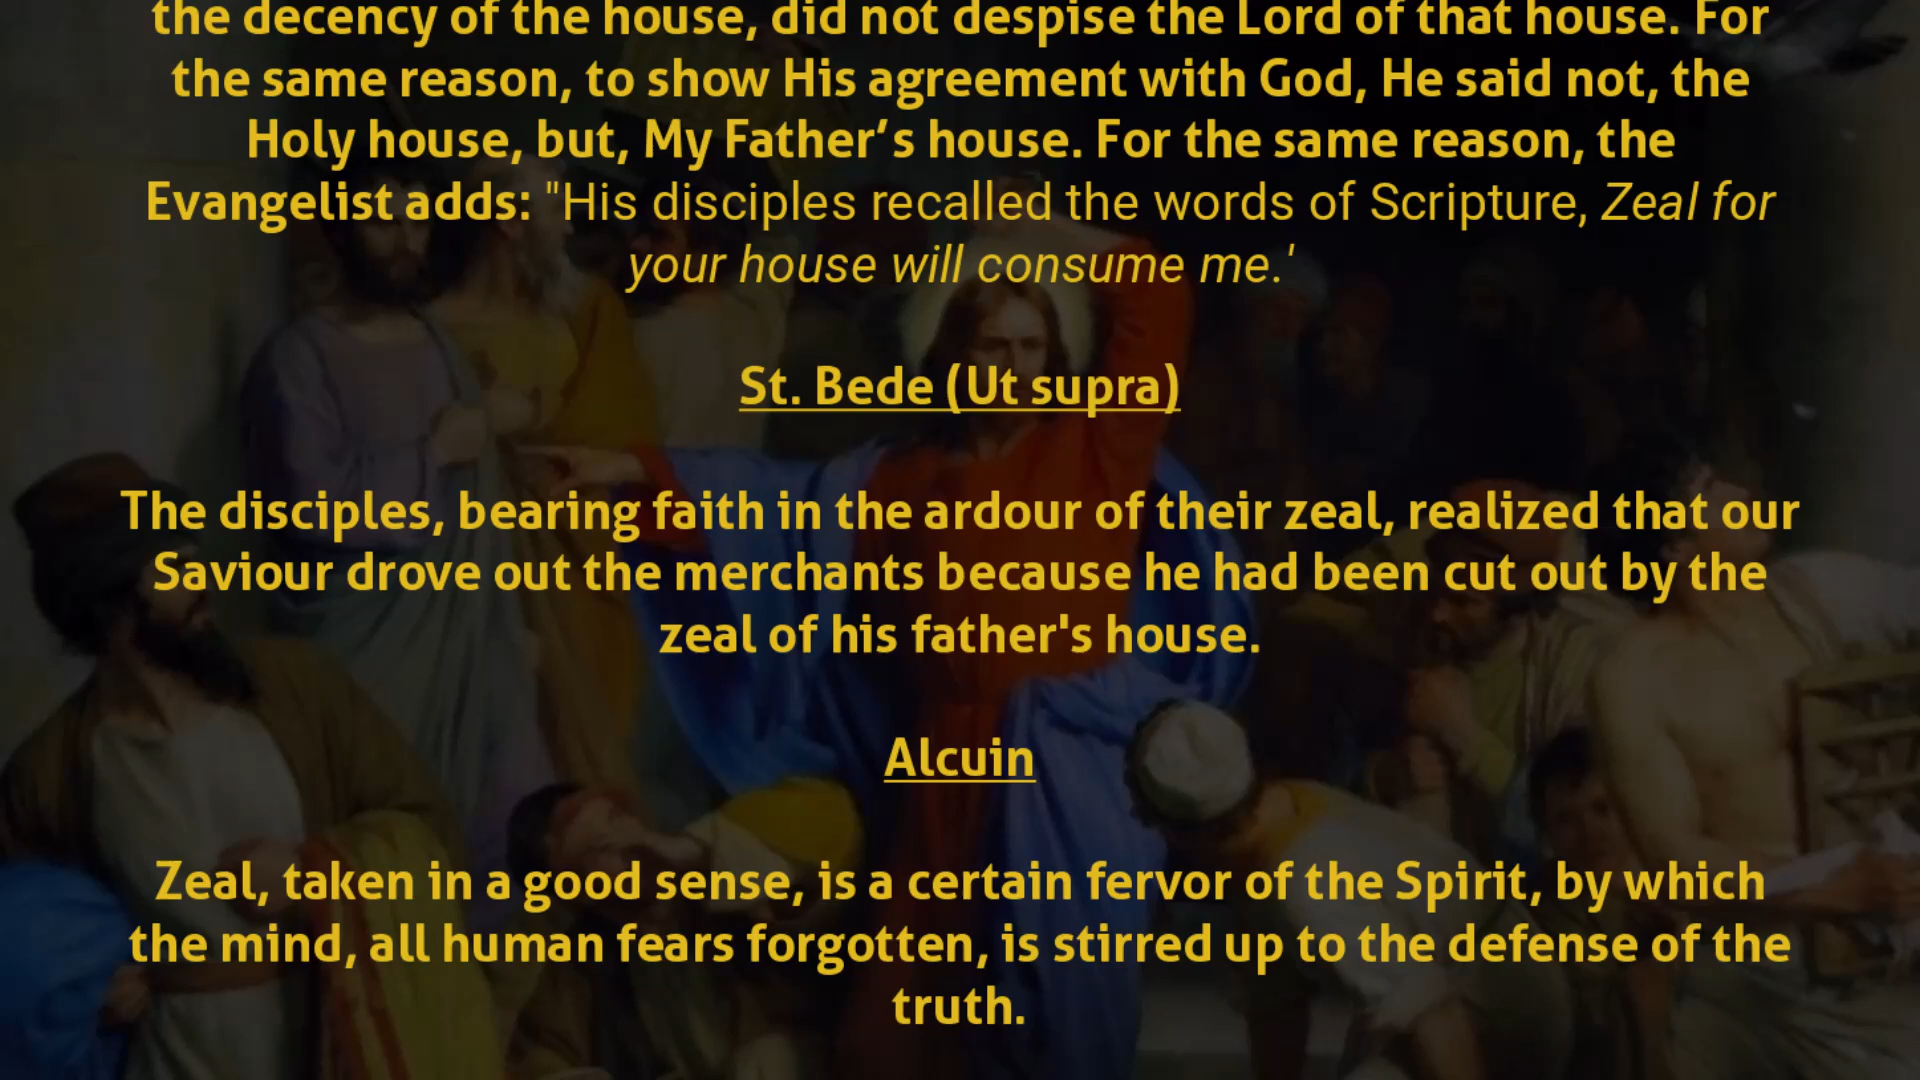 the decency of the house, did not despise the Lord of that house. For
the same reason, to show His agreement with God, He said not, the
Holy house, but, My Father’s house. For the same reason, the
Evangelist adds: "His disciples recalled the words of Scripture, Zeal for
your house will consume me.'
St. Bede (Ut supra)
The disciples, bearing faith in the ardour of their zeal, realized that our
Saviour drove out the merchants because he had been cut out by the
zeal of his father's house.
Alcuin
Zeal, taken in a good sense, is a certain fervor of the Spirit, by which
the mind, all human fears forgotten, is stirred up to the defense of the
truth.